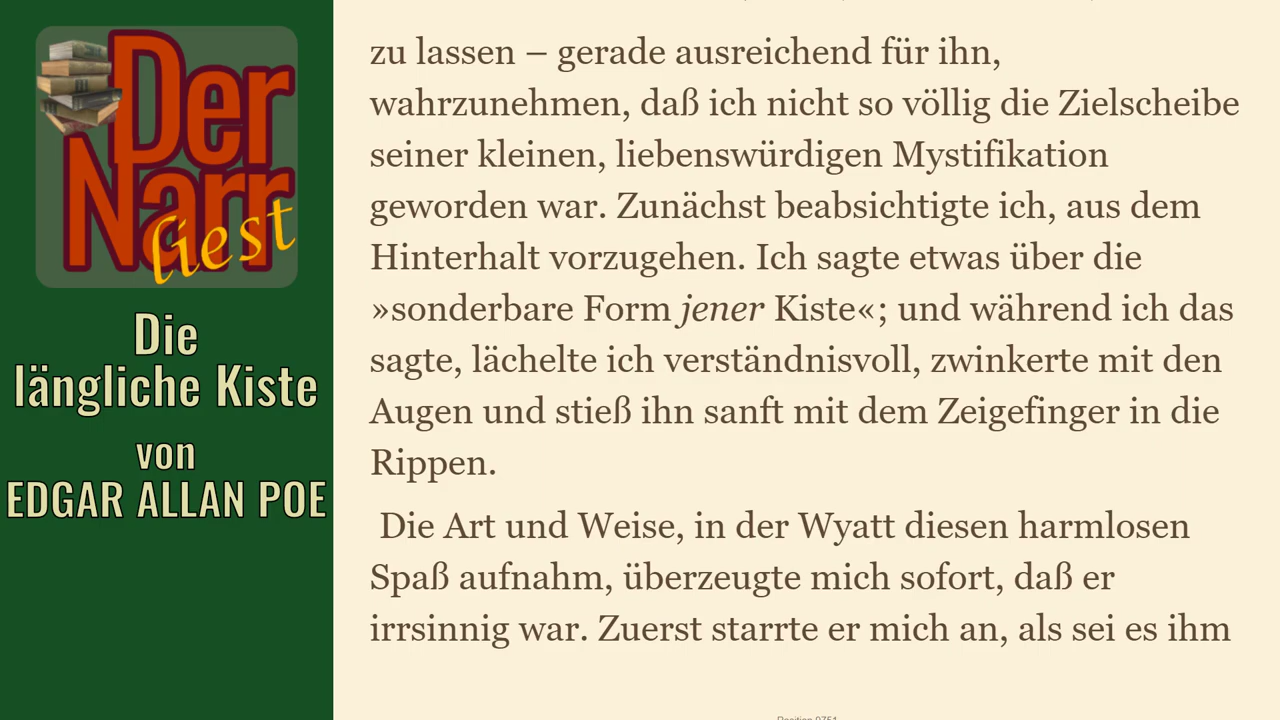 Der
Narr
liest
Die
längliche Kiste
von
EDGAR ALLAN POE
zu lassen – gerade ausreichend für ihn,
wahrzunehmen, daß ich nicht so völlig die Zielscheibe
seiner kleinen, liebenswürdigen Mystifikation
geworden war. Zunächst beabsichtigte ich, aus dem
Hinterhalt vorzugehen. Ich sagte etwas über die
»sonderbare Form jener Kiste«; und während ich das
sagte, lächelte ich verständnisvoll, zwinkerte mit den
Augen und stieß ihn sanft mit dem Zeigefinger in die
Rippen.
Die Art und Weise, in der Wyatt diesen harmlosen
Spaß aufnahm, überzeugte mich sofort, daß er
irrsinnig war. Zuerst starrte er mich an, als sei es ihm